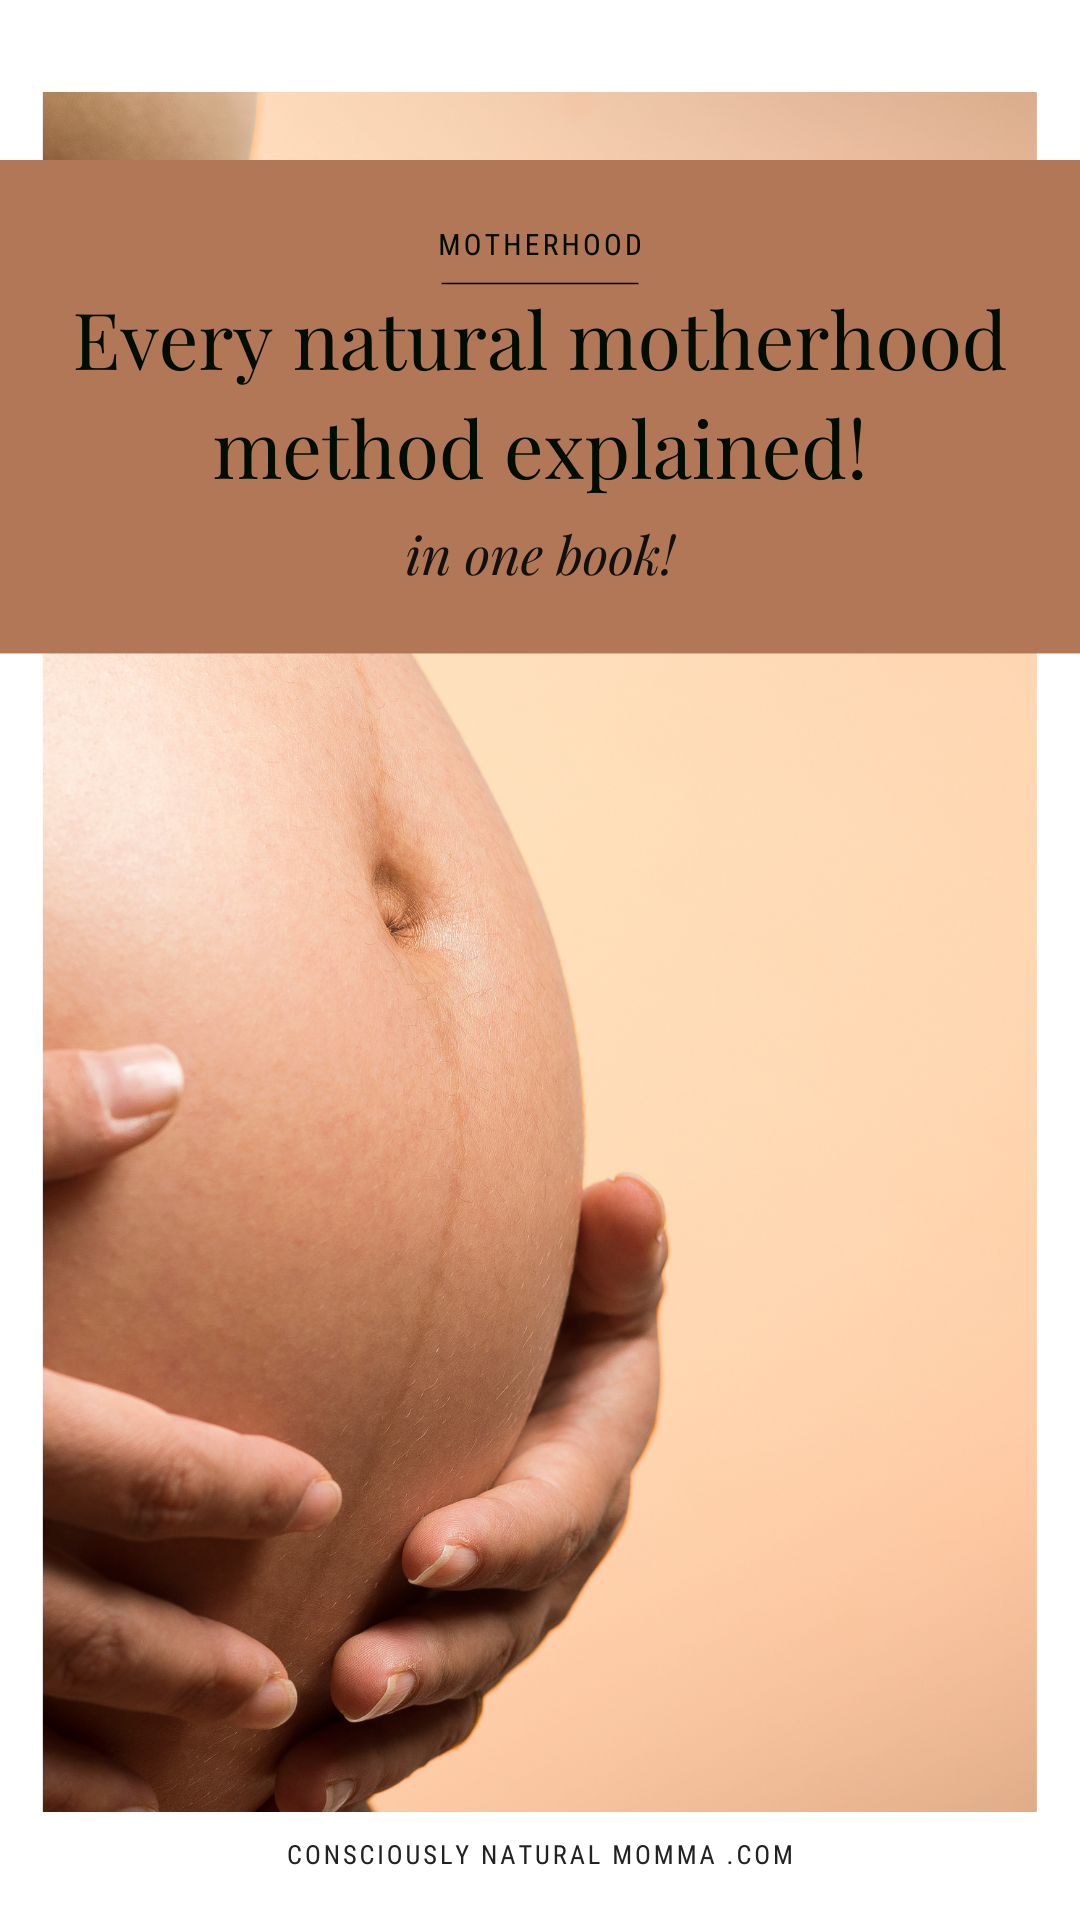 MOTHERHOOD
Every natural motherhood
method explained!
in one book!
CONSCIOUSLY NATURAL MOMMA .COM